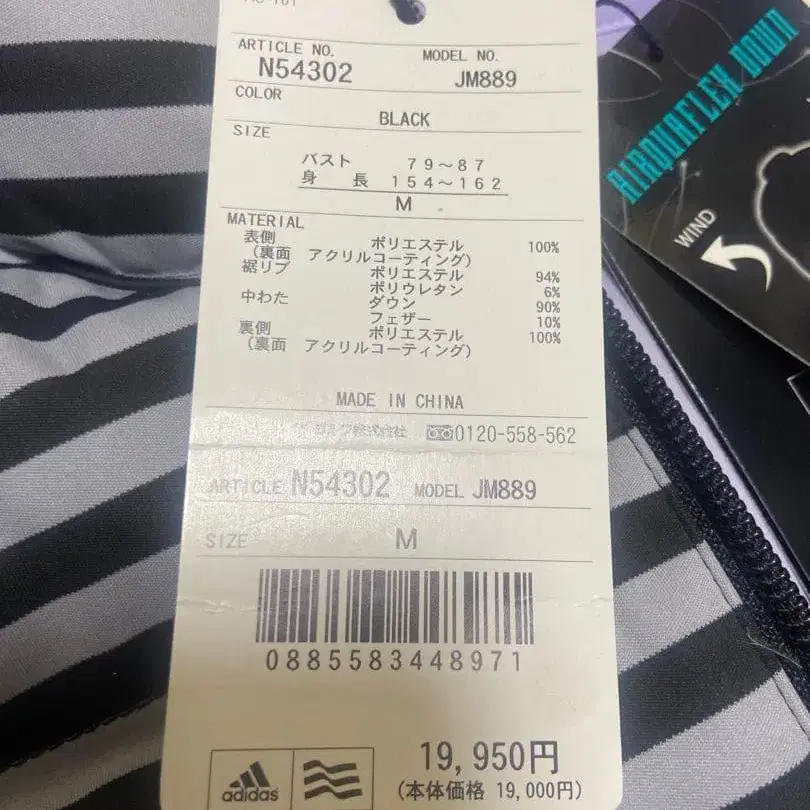 ARTICLE NO.
MODEL NO.
N54302
JM889
COLOR
BLACK
SIZE
バスト 79~87
身 長 154~162
M
MATERIAL
表側 ポリエステル 100%
(裏面 アクリルコーティング)
裾リブ ポリエステル 94%
ポリウレタン 6%
中わた ダウン 90%
フェザー 10%
裏側 ポリエステル 100%
(裏面 アクリルコーティング)
MADE IN CHINA
株式会社 0120-558-562
ARTICLE N54302 MODEL JM889
SIZE M
0885583448971
adidas
19,950円
(本体価格 19,000円)
AIRQUAFLEX DOWN
WIND